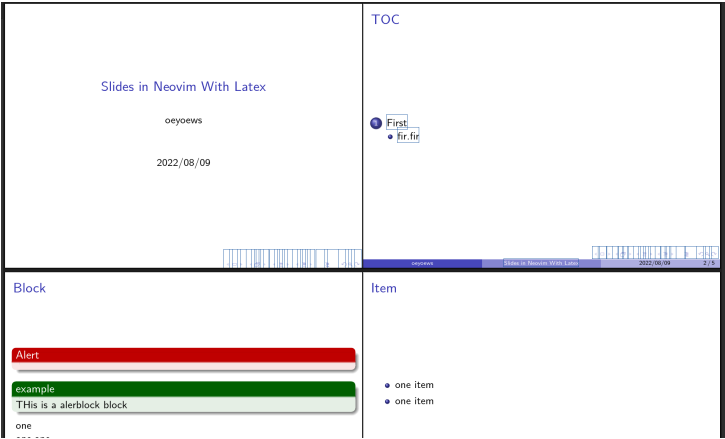 Slides in Neovim With Latex
oeyoews
2022/08/09
TOC
1 First
fir.fir
oeyoews Slides in Neovim With Latex 2022/08/09 2 / 5
Block
Alert
example
THis is a alerblock block
one
Item
one item
one item